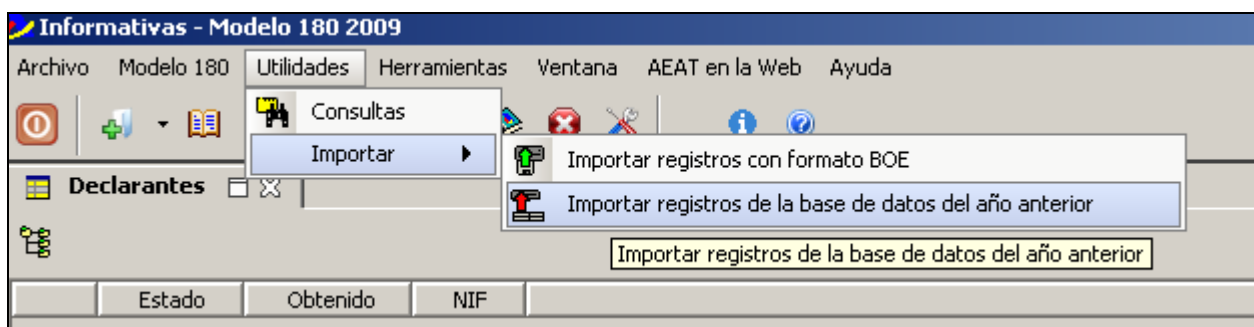 Informativas - Modelo 180 2009
Archivo Modelo 180 Utilidades Herramientas Ventana AEAT en la Web Ayuda
Consultas
Importar
Importar registros con formato BOE
Declarantes
Importar registros de la base de datos del año anterior
Importar registros de la base de datos del año anterior
Estado Obtenido NIF